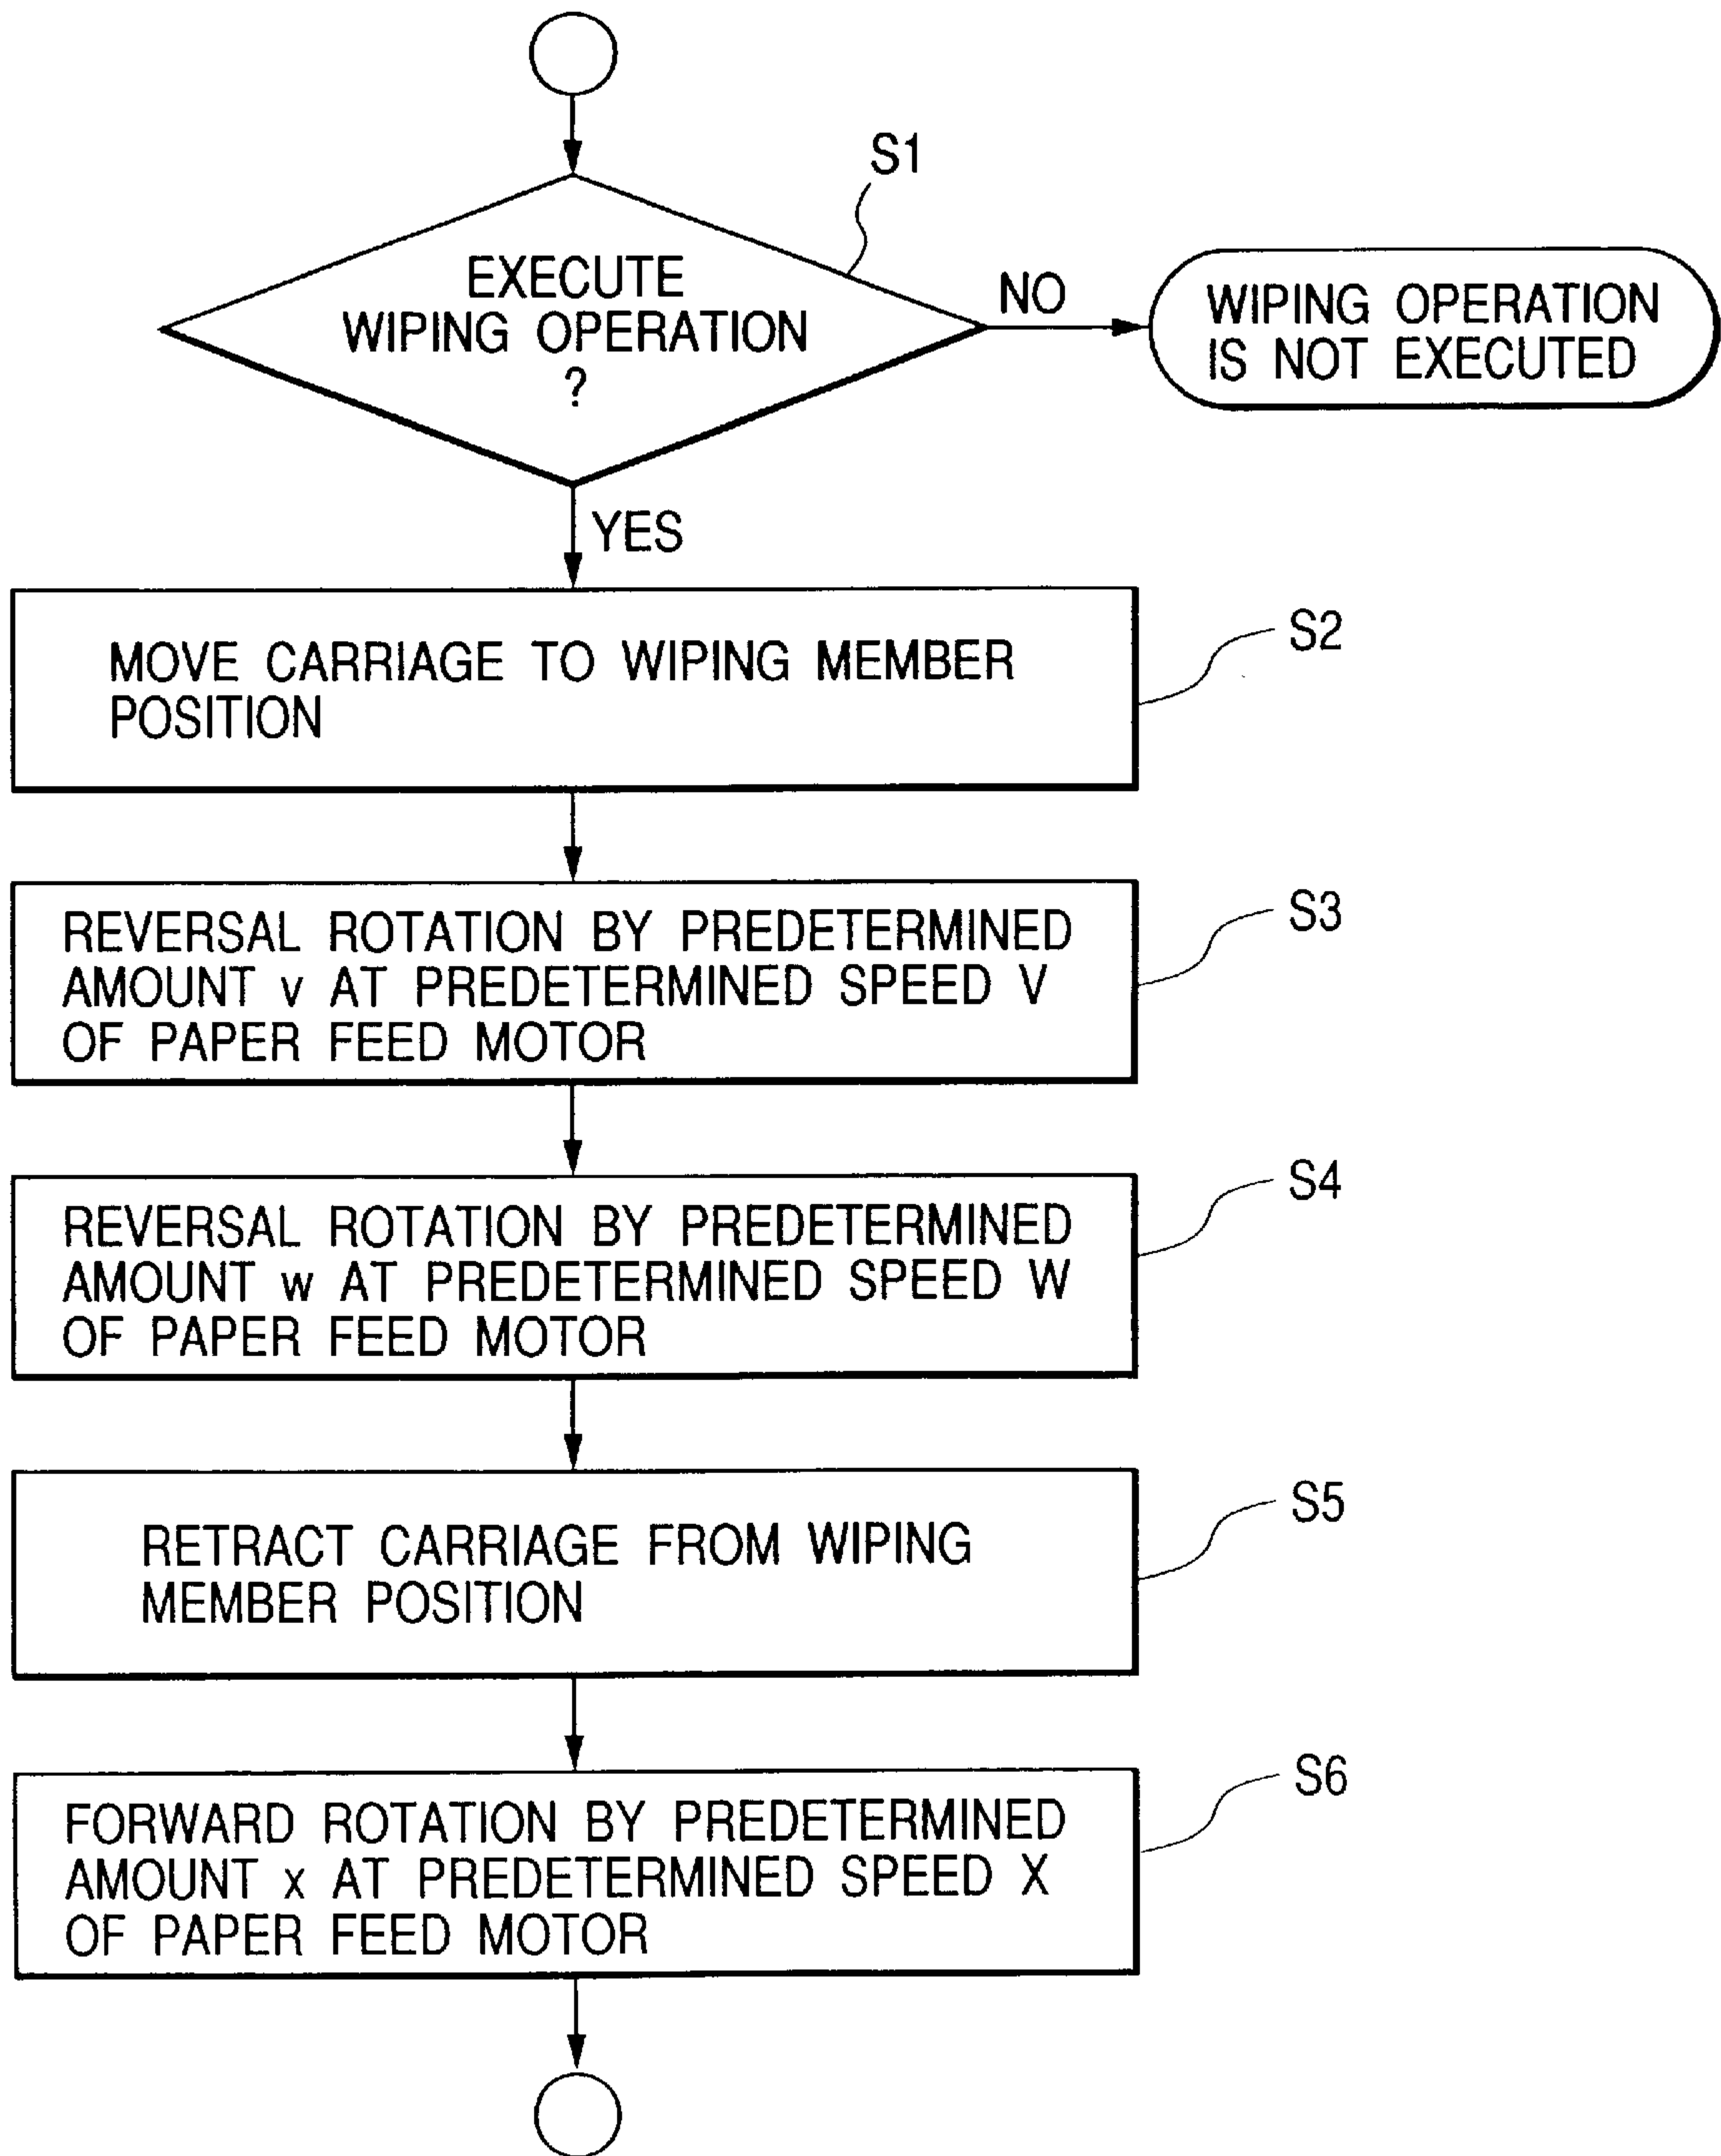 S1
EXECUTE
WIPING OPERATION
?
NO
WIPING OPERATION
IS NOT EXECUTED
YES
S2
MOVE CARRIAGE TO WIPING MEMBER
POSITION
S3
REVERSAL ROTATION BY PREDETERMINED
AMOUNT v AT PREDETERMINED SPEED V
OF PAPER FEED MOTOR
S4
REVERSAL ROTATION BY PREDETERMINED
AMOUNT w AT PREDETERMINED SPEED W
OF PAPER FEED MOTOR
S5
RETRACT CARRIAGE FROM WIPING
MEMBER POSITION
S6
FORWARD ROTATION BY PREDETERMINED
AMOUNT x AT PREDETERMINED SPEED X
OF PAPER FEED MOTOR